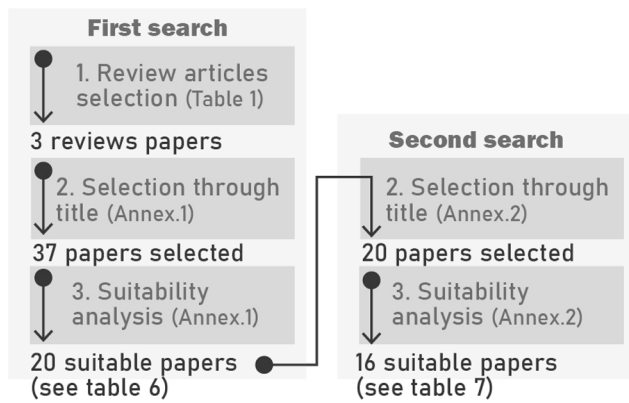 First search
1. Review articles
selection (Table 1)
3 reviews papers
2. Selection through
title (Annex.1)
37 papers selected
3. Suitability
analysis (Annex.1)
20 suitable papers
(see table 6)
Second search
2. Selection through
title (Annex.2)
20 papers selected
3. Suitability
analysis (Annex.2)
16 suitable papers
(see table 7)